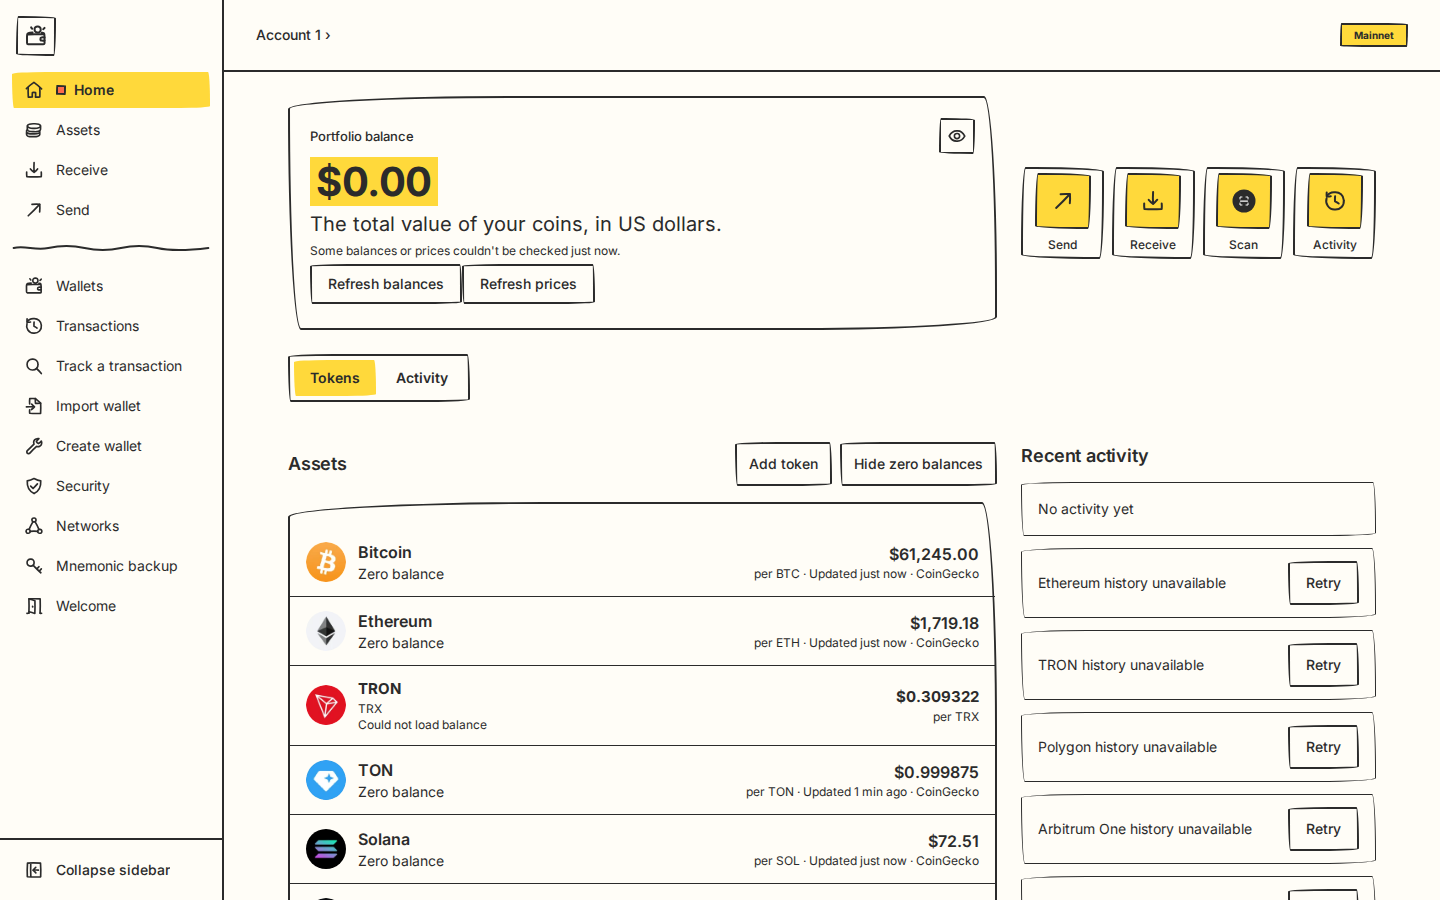 Account 1 ›
Mainnet
Home
Assets
Receive
Send
Wallets
Transactions
Track a transaction
Import wallet
Create wallet
Security
Networks
Mnemonic backup
Welcome
Collapse sidebar
Portfolio balance
$0.00
The total value of your coins, in US dollars.
Some balances or prices couldn't be checked just now.
Refresh balances
Refresh prices
Send
Receive
Scan
Activity
Tokens
Activity
Assets
Add token
Hide zero balances
Bitcoin
Zero balance
$61,245.00
per BTC · Updated just now · CoinGecko
Ethereum
Zero balance
$1,719.18
per ETH · Updated just now · CoinGecko
TRON
TRX
Could not load balance
$0.309322
per TRX
TON
Zero balance
$0.999875
per TON · Updated 1 min ago · CoinGecko
Solana
Zero balance
$72.51
per SOL · Updated just now · CoinGecko
Recent activity
No activity yet
Ethereum history unavailable
Retry
TRON history unavailable
Retry
Polygon history unavailable
Retry
Arbitrum One history unavailable
Retry